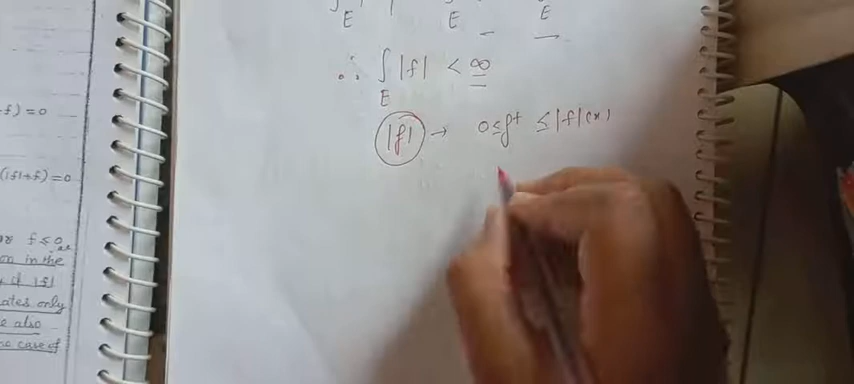 E E E
∴ ∫ |f| < ∞
E
|f| → 0 ≤ f⁺ ≤ |f|(x)
f) = 0
(|f|+f) = 0
f ≤ 0
on in the
of |f|
ates only
e also
e case of